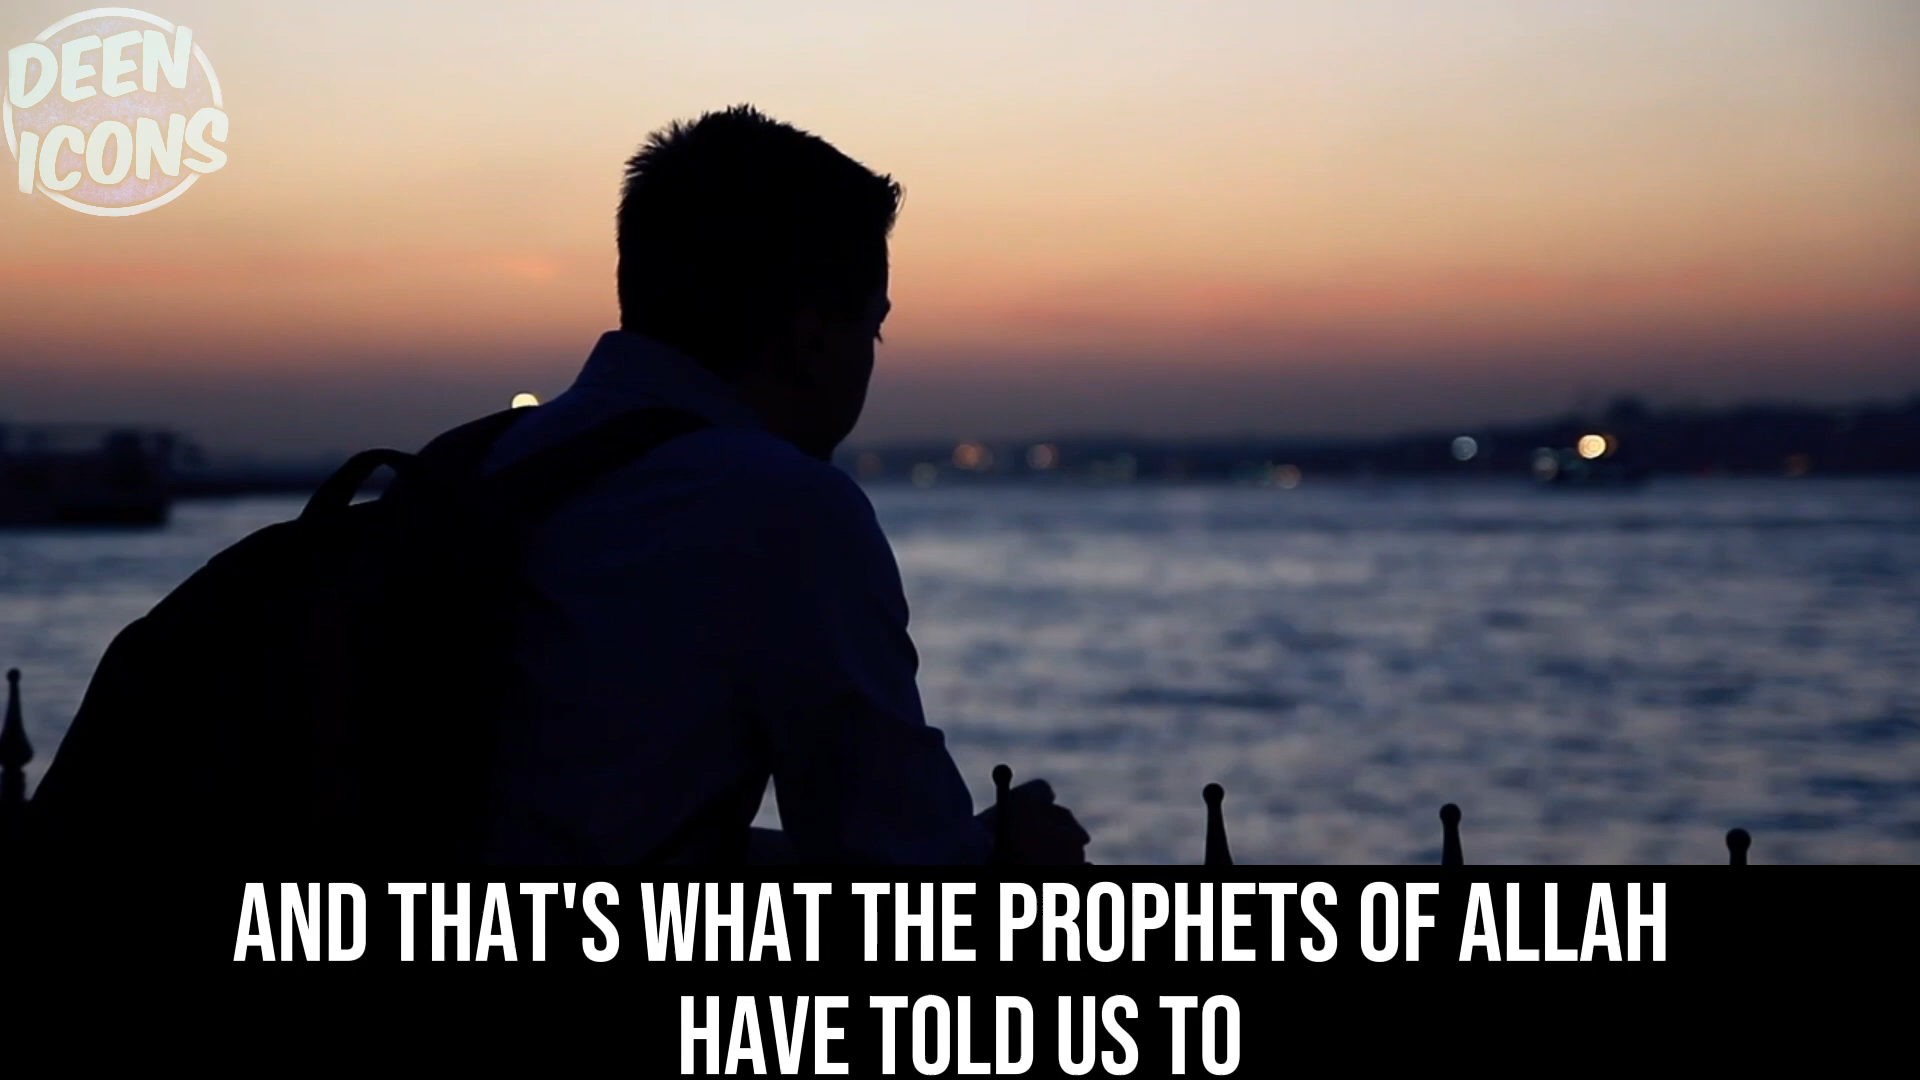 DEEN
ICONS
AND THAT'S WHAT THE PROPHETS OF ALLAH
HAVE TOLD US TO